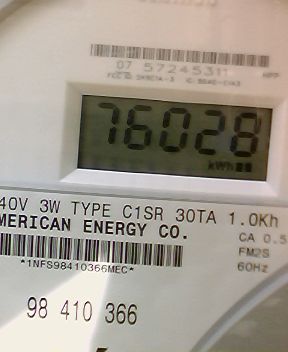 07 57245311
76028
kWh
40V 3W TYPE C1SR 30TA 1.0Kh
MERICAN ENERGY CO.
CA 0.5
FM2S
*1NFS98410366MEC*
60Hz
98 410 366